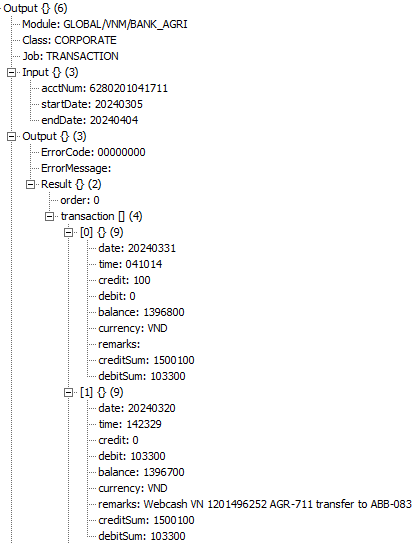 Output {} (6)
Module: GLOBAL/VNM/BANK_AGRI
Class: CORPORATE
Job: TRANSACTION
Input {} (3)
acctNum: 6280201041711
startDate: 20240305
endDate: 20240404
Output {} (3)
ErrorCode: 00000000
ErrorMessage:
Result {} (2)
order: 0
transaction [] (4)
[0] {} (9)
date: 20240331
time: 041014
credit: 100
debit: 0
balance: 1396800
currency: VND
remarks:
creditSum: 1500100
debitSum: 103300
[1] {} (9)
date: 20240320
time: 142329
credit: 0
debit: 103300
balance: 1396700
currency: VND
remarks: Webcash VN 1201496252 AGR-711 transfer to ABB-083
creditSum: 1500100
debitSum: 103300